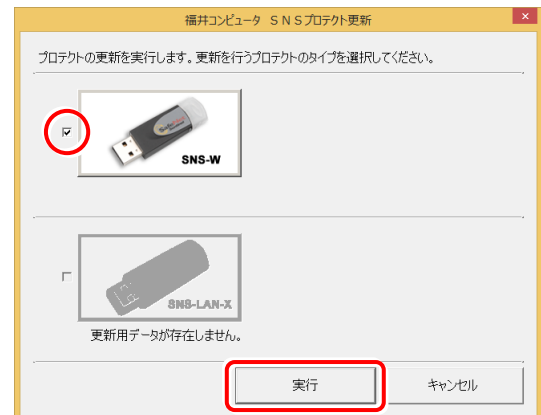 福井コンピュータ　ＳＮＳプロテクト更新
プロテクトの更新を実行します。更新を行うプロテクトのタイプを選択してください。
SNS-W
SNS-LAN-X
更新用データが存在しません。
実行
キャンセル